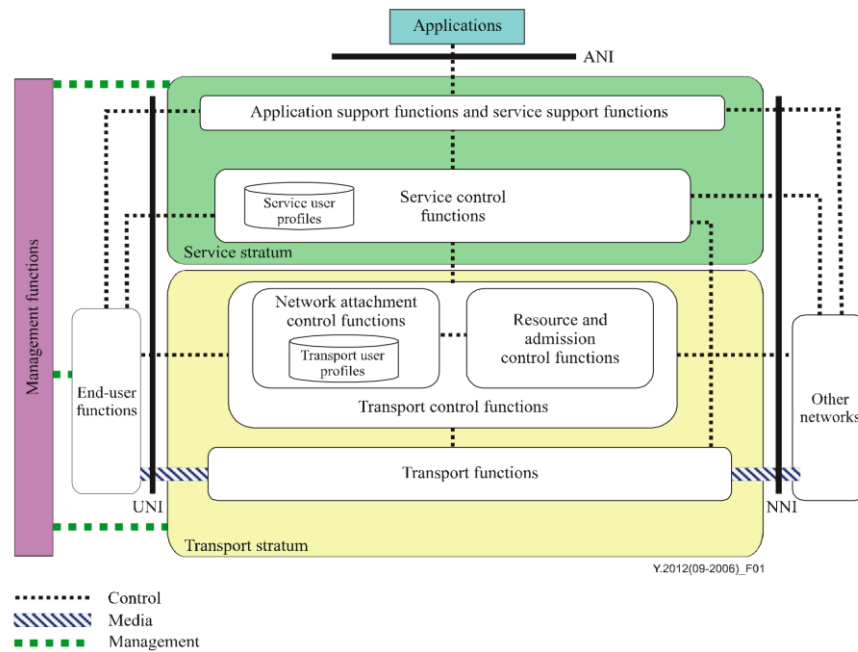 Applications
ANI
Application support functions and service support functions
Management functions
Service user
profiles
Service control
functions
Service stratum
Network attachment
control functions
Transport user
profiles
Resource and
admission
control functions
Transport control functions
End-user
functions
Other
networks
Transport functions
UNI
NNI
Transport stratum
Y.2012(09-2006)_F01
Control
Media
Management